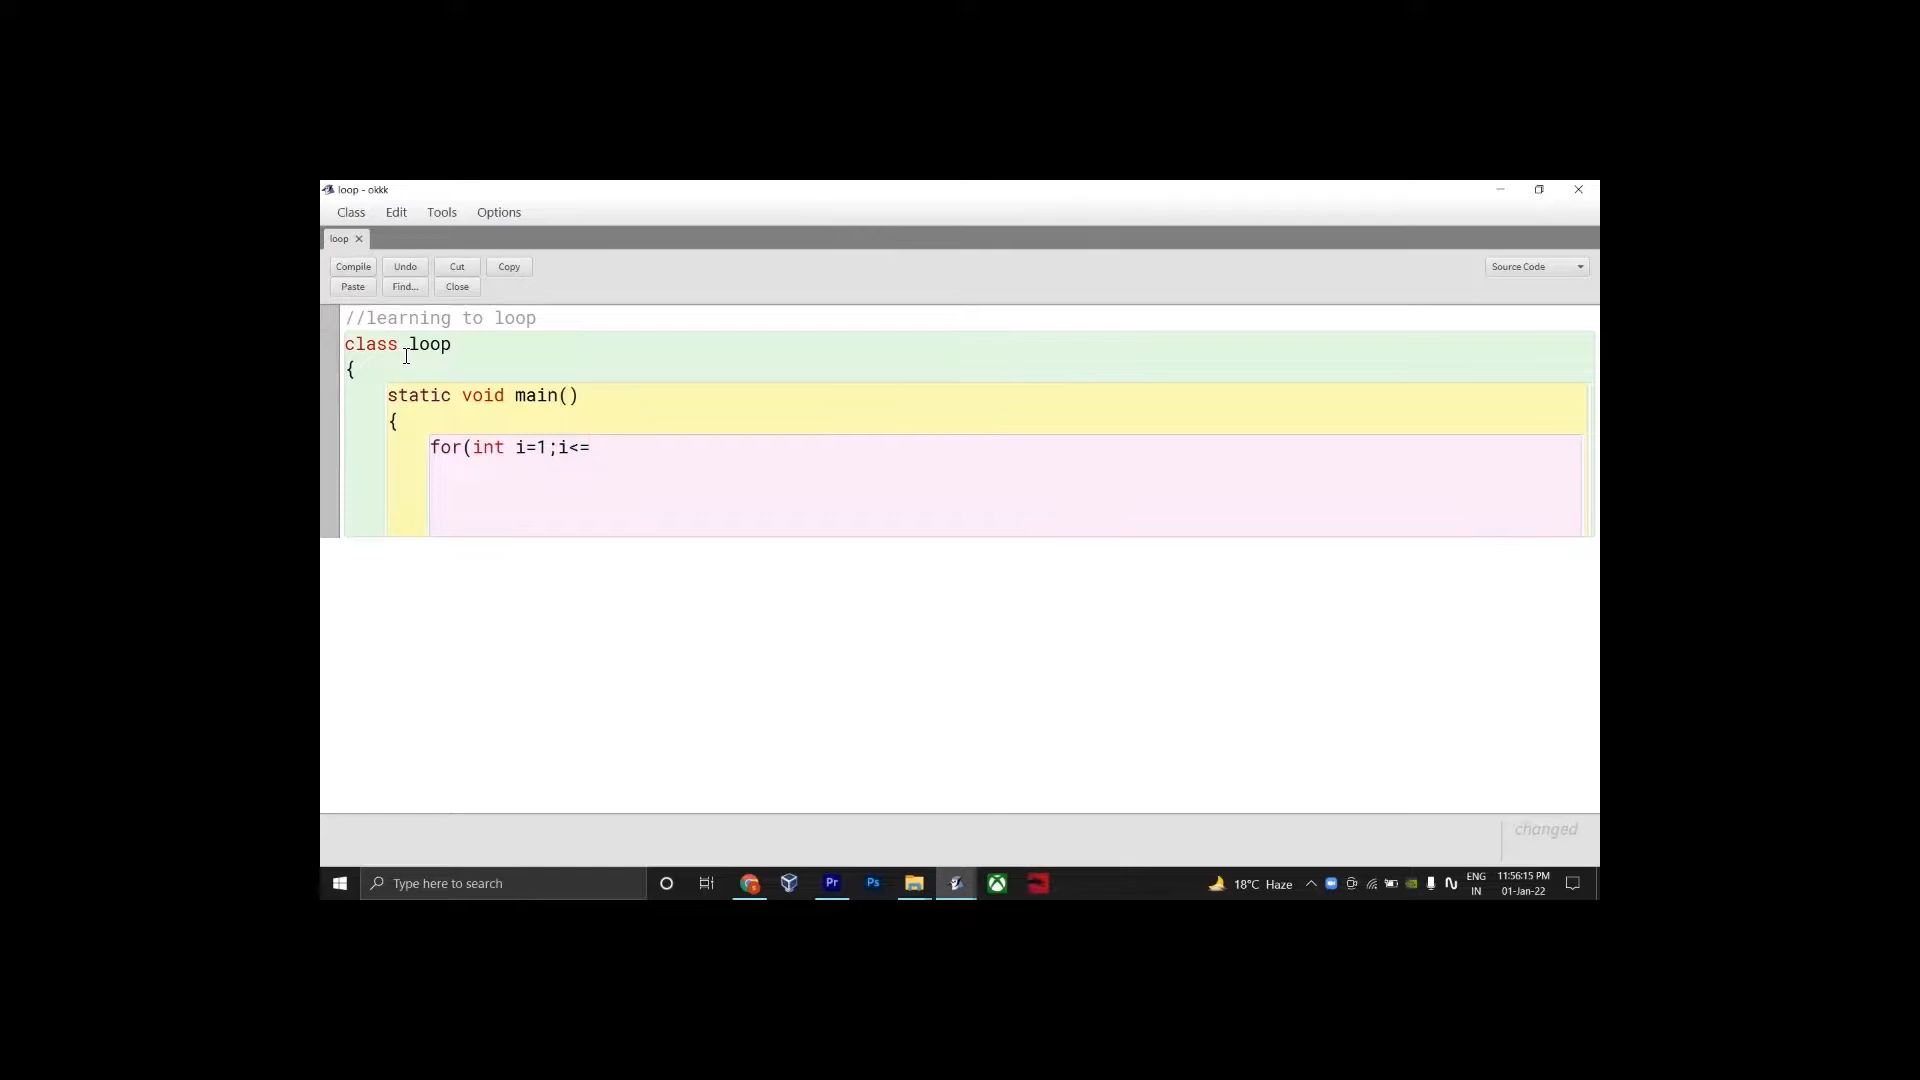 loop - okkk
Class Edit Tools Options
loop
Compile Undo Cut Copy Source Code
Paste Find... Close
//learning to loop
class loop
{
static void main()
{
for(int i=1;i<=
changed
Type here to search Pr Ps 18°C Haze ENG IN 11:56:15 PM 01-Jan-22